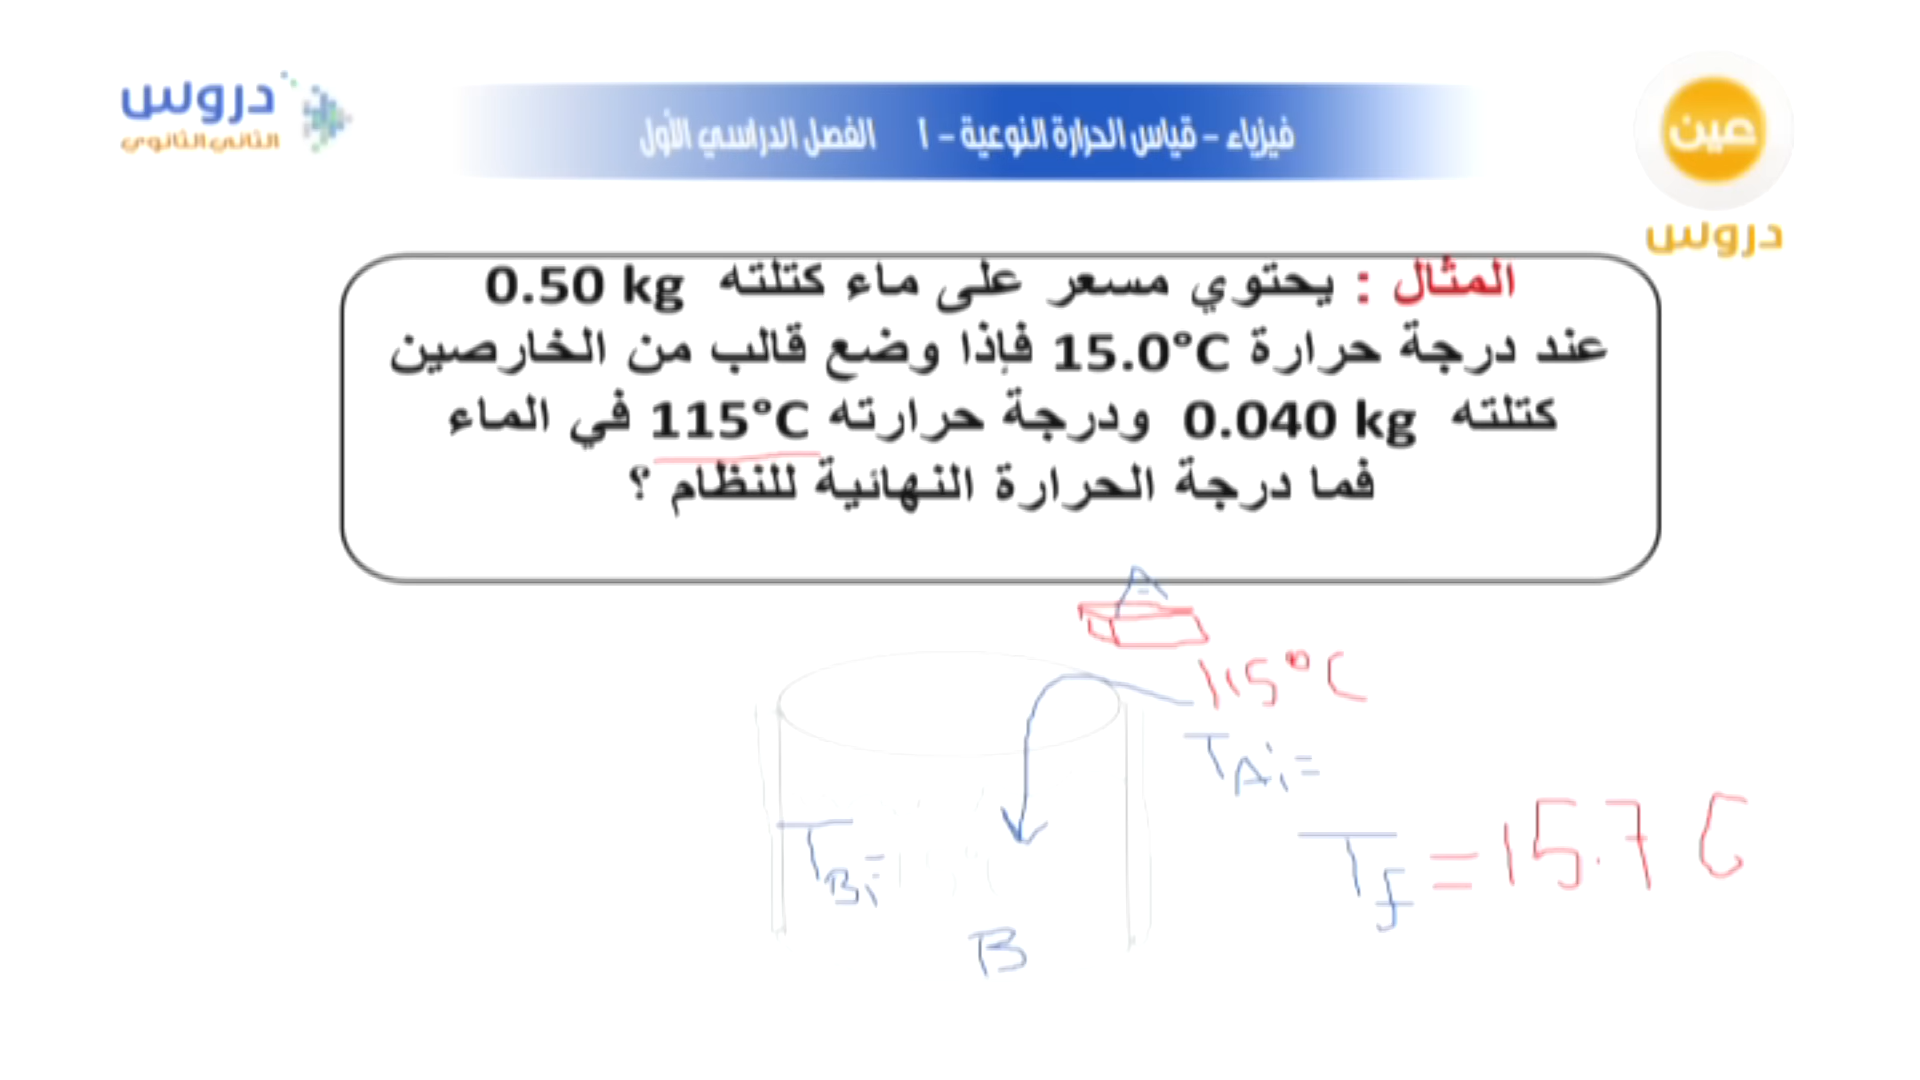 دروس
الثاني الثانوي
فيزياء - قياس الحرارة النوعية - ١ الفصل الدراسي الأول
عين
دروس
المثال : يحتوي مسعر على ماء كتلته 0.50 kg
عند درجة حرارة 15.0°C فإذا وضع قالب من الخارصين
كتلته 0.040 kg ودرجة حرارته 115°C في الماء
فما درجة الحرارة النهائية للنظام ؟
A
115°C
TAi =
TBi =
Tf = 15.7 C
B